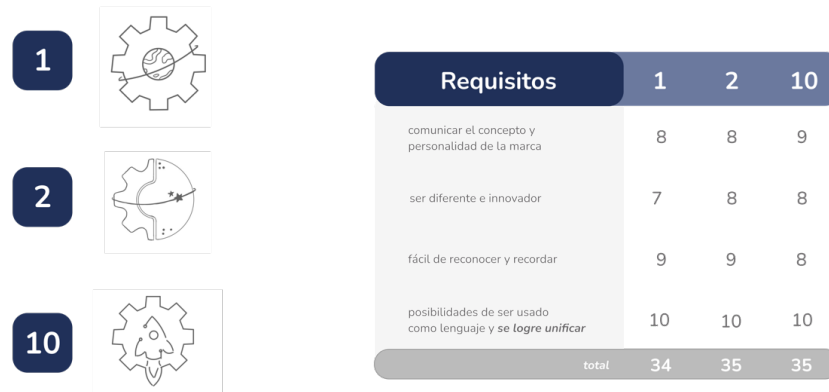 1
2
10
Requisitos 1 2 10
comunicar el concepto y
personalidad de la marca 8 8 9
ser diferente e innovador 7 8 8
fácil de reconocer y recordar 9 9 8
posibilidades de ser usado
como lenguaje y se logre unificar 10 10 10
total 34 35 35